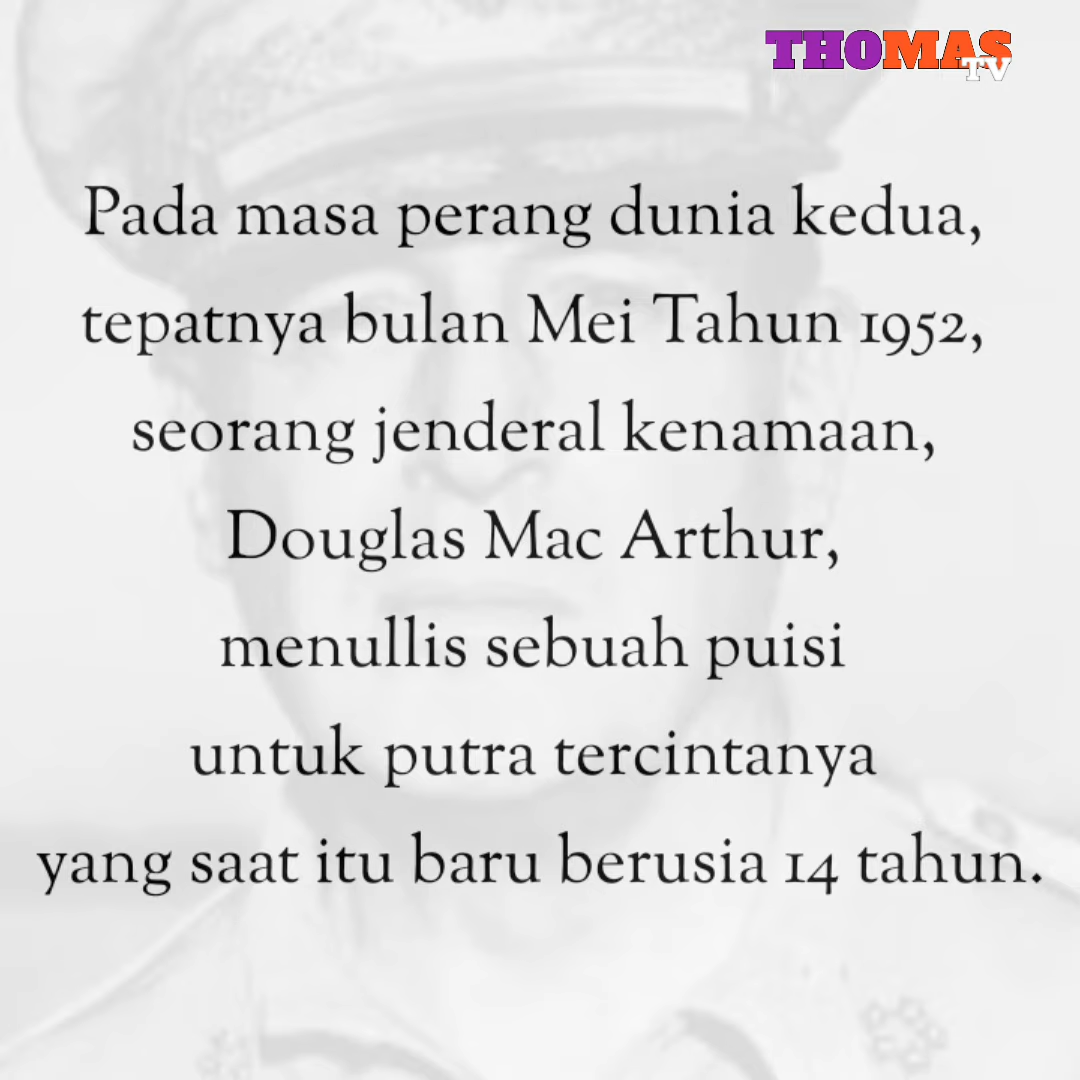 THOMAS
TV
Pada masa perang dunia kedua,
tepatnya bulan Mei Tahun 1952,
seorang jenderal kenamaan,
Douglas Mac Arthur,
menullis sebuah puisi
untuk putra tercintanya
yang saat itu baru berusia 14 tahun.